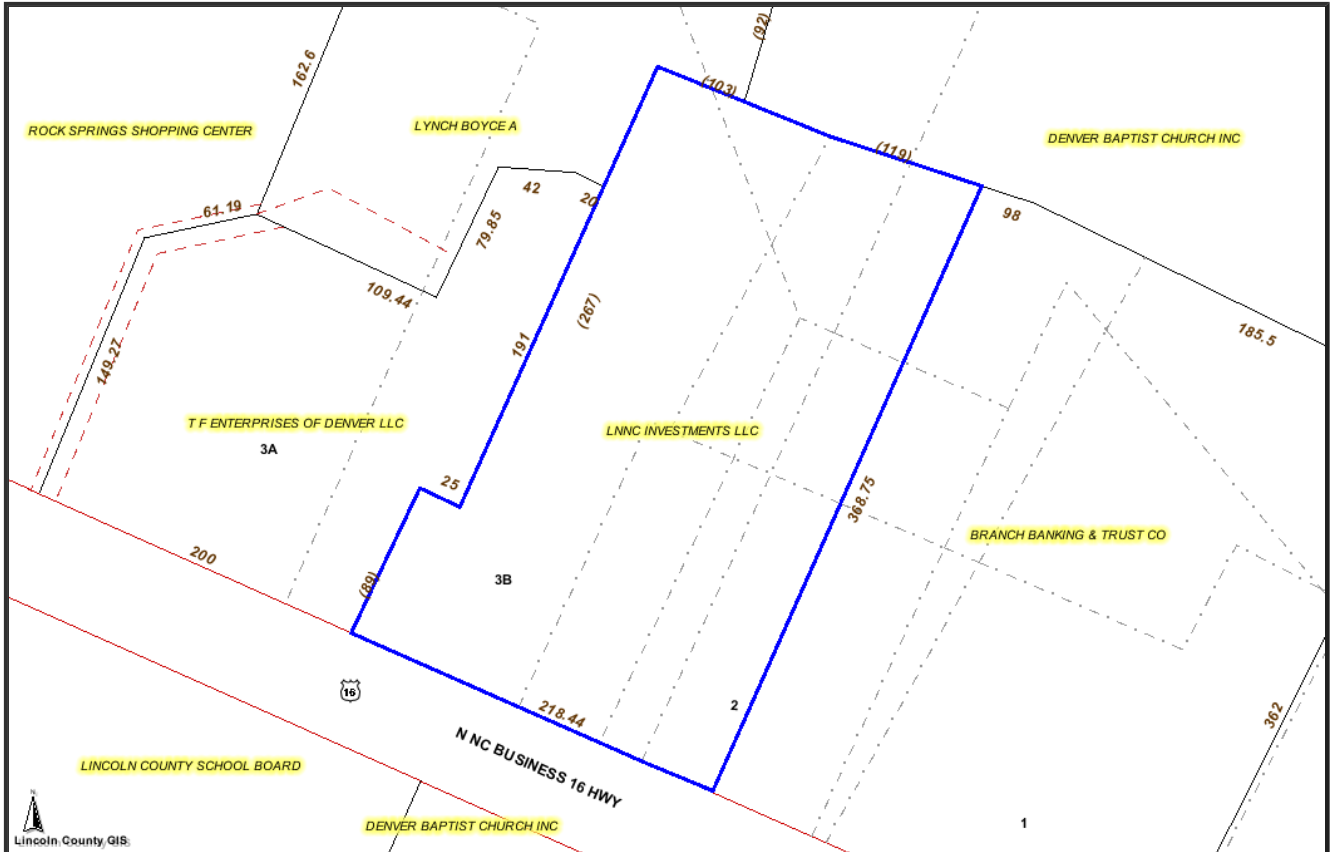 (92)
162.6
(103)
ROCK SPRINGS SHOPPING CENTER
LYNCH BOYCE A
DENVER BAPTIST CHURCH INC
(119)
42
20
61.19
98
79.85
109.44
(267)
185.5
191
149.27
T F ENTERPRISES OF DENVER LLC
LNNC INVESTMENTS LLC
3A
25
368.75
BRANCH BANKING & TRUST CO
200
(89)
3B
16
218.44
2
362
N NC BUSINESS 16 HWY
LINCOLN COUNTY SCHOOL BOARD
N
DENVER BAPTIST CHURCH INC
1
Lincoln County GIS